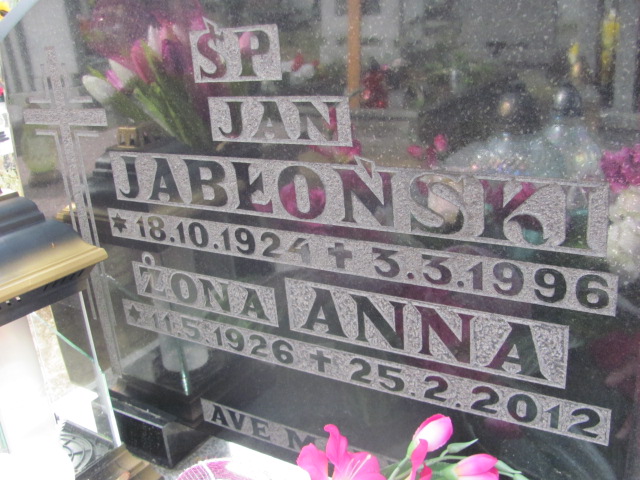 ŚP
JAN
JABŁOŃSKI
* 18.10.1924 ✝ 3.3.1996
ŻONA ANNA
* 11.5.1926 ✝ 25.2.2012
AVE